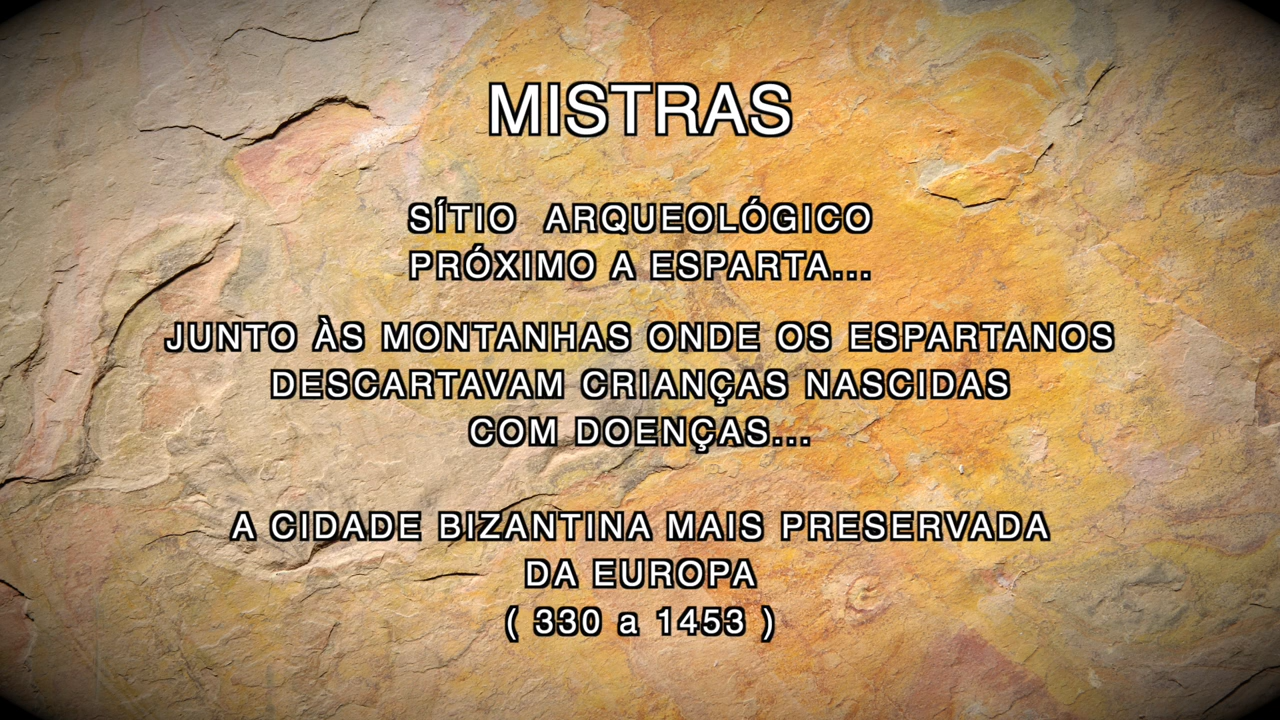 MISTRAS
SÍTIO ARQUEOLÓGICO
PRÓXIMO A ESPARTA...
JUNTO ÀS MONTANHAS ONDE OS ESPARTANOS
DESCARTAVAM CRIANÇAS NASCIDAS
COM DOENÇAS...
A CIDADE BIZANTINA MAIS PRESERVADA
DA EUROPA
( 330 a 1453 )